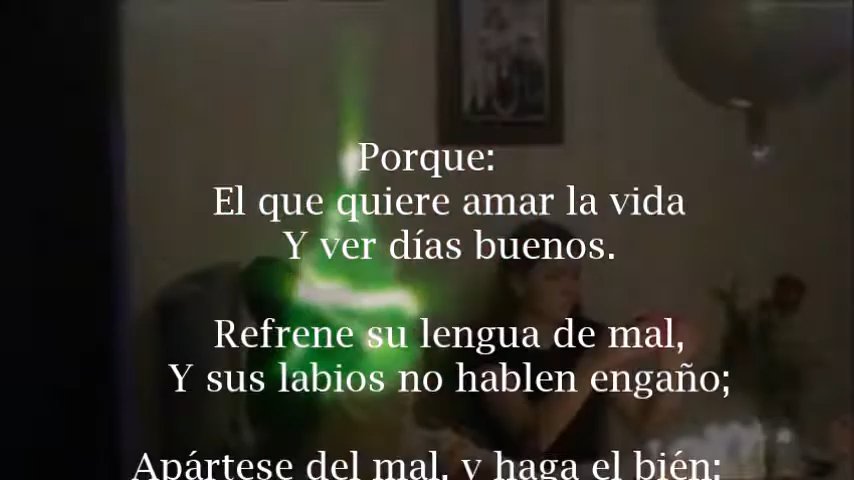 Porque:
El que quiere amar la vida
Y ver días buenos.
Refrene su lengua de mal,
Y sus labios no hablen engaño;
Apártese del mal, y haga el bién;